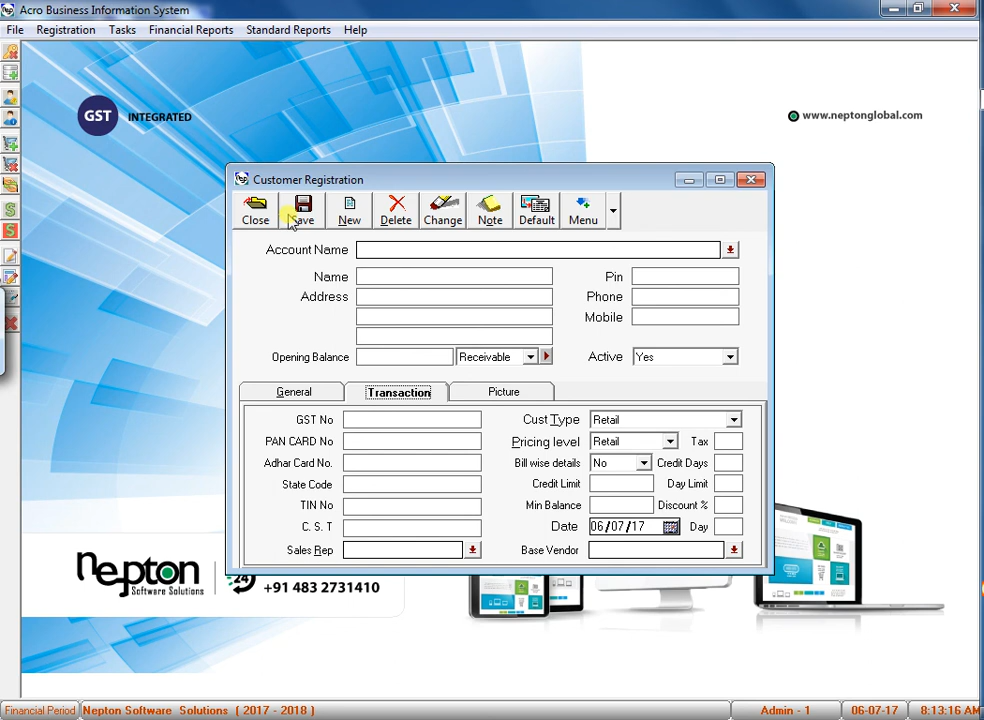 Acro Business Information System
File Registration Tasks Financial Reports Standard Reports Help
GST INTEGRATED
www.neptonglobal.com
Customer Registration
Close Save New Delete Change Note Default Menu
Account Name
Name Pin
Address Phone
Mobile
Opening Balance Receivable Active Yes
General Transaction Picture
GST No Cust Type Retail
PAN CARD No Pricing level Retail Tax
Adhar Card No. Bill wise details No Credit Days
State Code Credit Limit Day Limit
TIN No Min Balance Discount %
C. S. T Date 06/07/17 Day
Sales Rep Base Vendor
nepton Software Solutions
24 +91 483 2731410
Financial Period Nepton Software Solutions ( 2017 - 2018 ) Admin - 1 06-07-17 8:13:16 AM